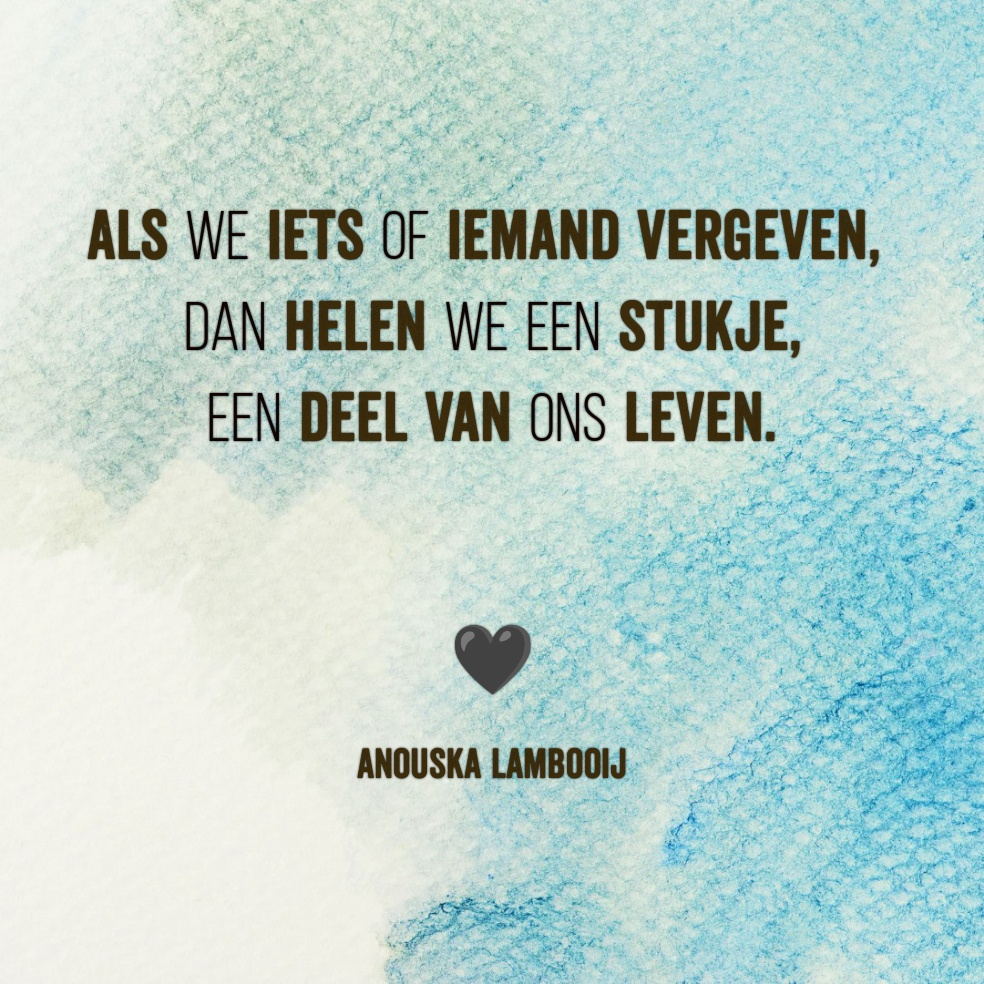 ALS WE IETS OF IEMAND VERGEVEN,
DAN HELEN WE EEN STUKJE,
EEN DEEL VAN ONS LEVEN.
ANOUSKA LAMBOOIJ